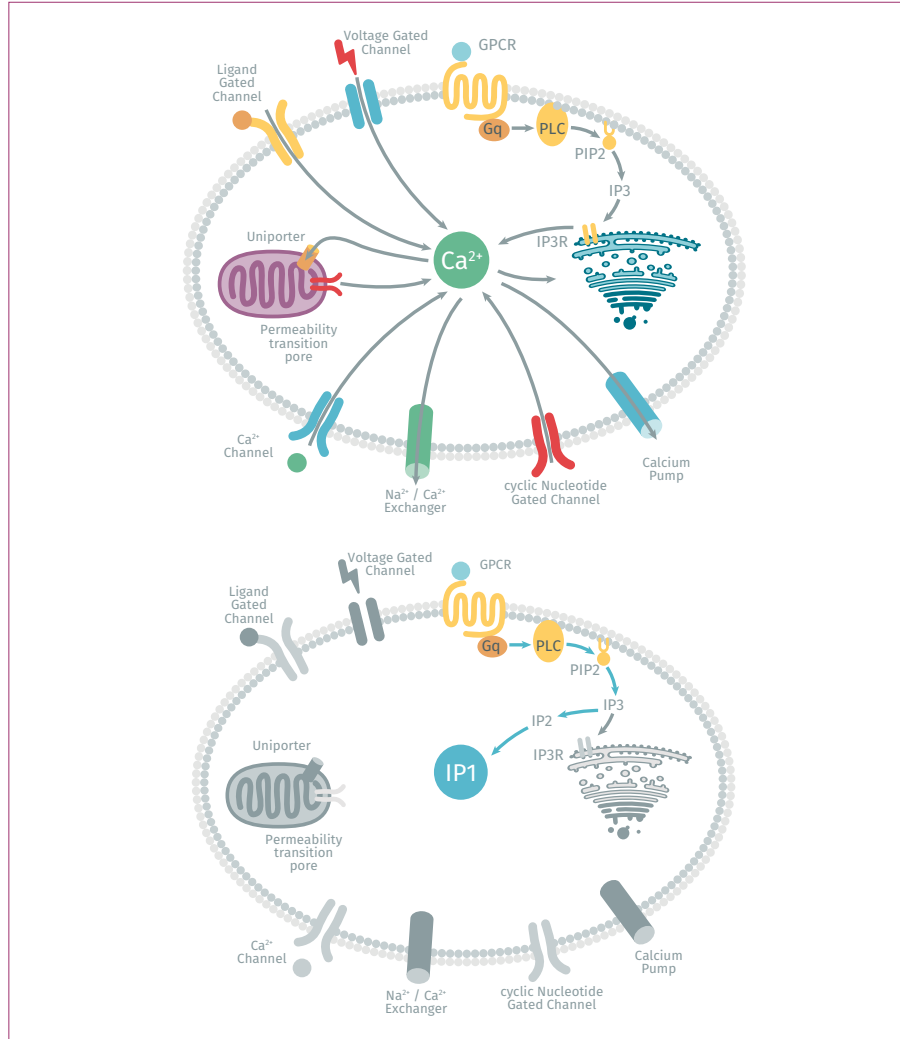 Voltage Gated
Channel
GPCR
Ligand
Gated
Channel
Gq
PLC
PIP2
IP3
IP3R
Uniporter
Ca²⁺
Permeability
transition
pore
Ca²⁺
Channel
Na²⁺ / Ca²⁺
Exchanger
cyclic Nucleotide
Gated Channel
Calcium
Pump
Voltage Gated
Channel
GPCR
Ligand
Gated
Channel
Gq
PLC
PIP2
IP3
IP2
IP3R
Uniporter
IP1
Permeability
transition
pore
Ca²⁺
Channel
Na²⁺ / Ca²⁺
Exchanger
cyclic Nucleotide
Gated Channel
Calcium
Pump